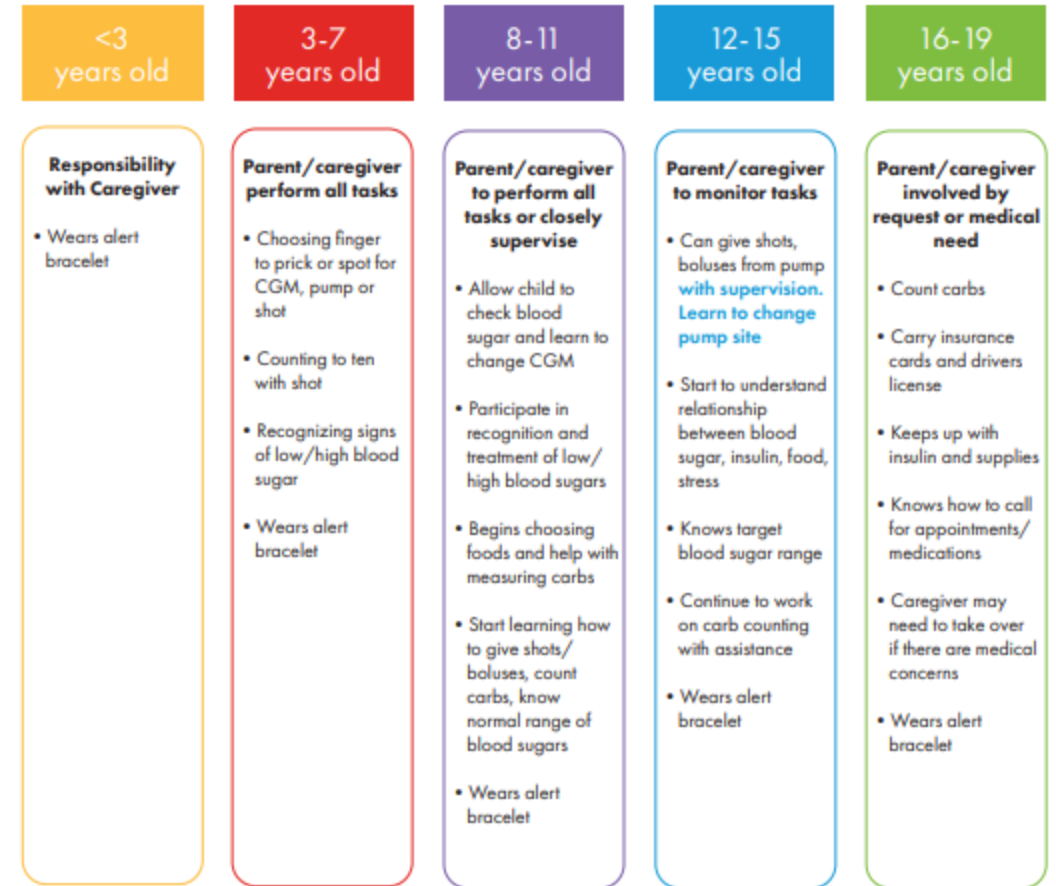 <3
years old
Responsibility
with Caregiver
• Wears alert
bracelet
3-7
years old
Parent/caregiver
perform all tasks
• Choosing finger
to prick or spot for
CGM, pump or
shot
• Counting to ten
with shot
• Recognizing signs
of low/high blood
sugar
• Wears alert
bracelet
8-11
years old
Parent/caregiver
to perform all
tasks or closely
supervise
• Allow child to
check blood
sugar and learn to
change CGM
• Participate in
recognition and
treatment of low/
high blood sugars
• Begins choosing
foods and help with
measuring carbs
• Start learning how
to give shots/
boluses, count
carbs, know
normal range of
blood sugars
• Wears alert
bracelet
12-15
years old
Parent/caregiver
to monitor tasks
• Can give shots,
boluses from pump
with supervision.
Learn to change
pump site
• Start to understand
relationship
between blood
sugar, insulin, food,
stress
• Knows target
blood sugar range
• Continue to work
on carb counting
with assistance
• Wears alert
bracelet
16-19
years old
Parent/caregiver
involved by
request or medical
need
• Count carbs
• Carry insurance
cards and drivers
license
• Keeps up with
insulin and supplies
• Knows how to call
for appointments/
medications
• Caregiver may
need to take over
if there are medical
concerns
• Wears alert
bracelet